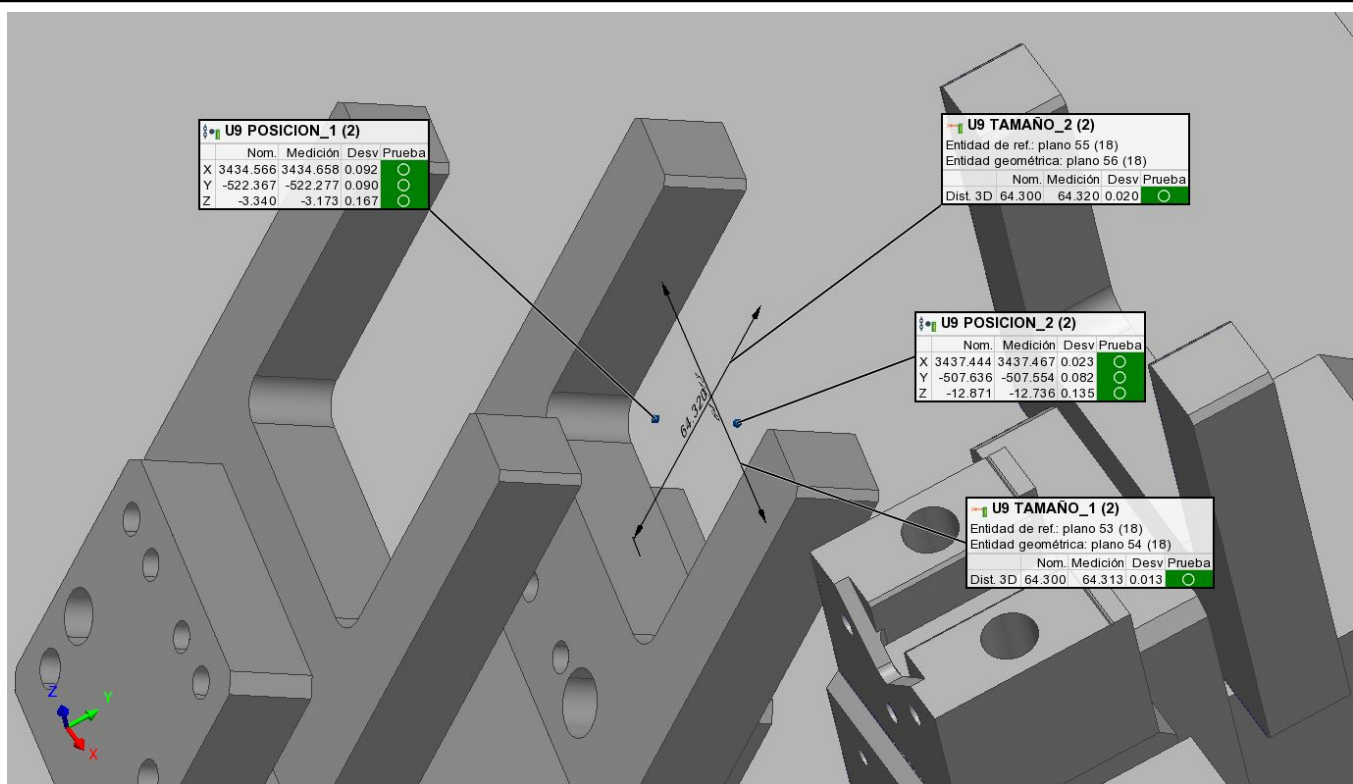 U9 POSICION_1 (2)
Nom. Medición Desv Prueba
X 3434.566 3434.658 0.092
Y -522.367 -522.277 0.090
Z -3.340 -3.173 0.167
U9 TAMAÑO_2 (2)
Entidad de ref.: plano 55 (18)
Entidad geométrica: plano 56 (18)
Nom. Medición Desv Prueba
Dist. 3D 64.300 64.320 0.020
U9 POSICION_2 (2)
Nom. Medición Desv Prueba
X 3437.444 3437.467 0.023
Y -507.636 -507.554 0.082
Z -12.871 -12.736 0.135
64.320
U9 TAMAÑO_1 (2)
Entidad de ref.: plano 53 (18)
Entidad geométrica: plano 54 (18)
Nom. Medición Desv Prueba
Dist. 3D 64.300 64.313 0.013
Z
Y
X